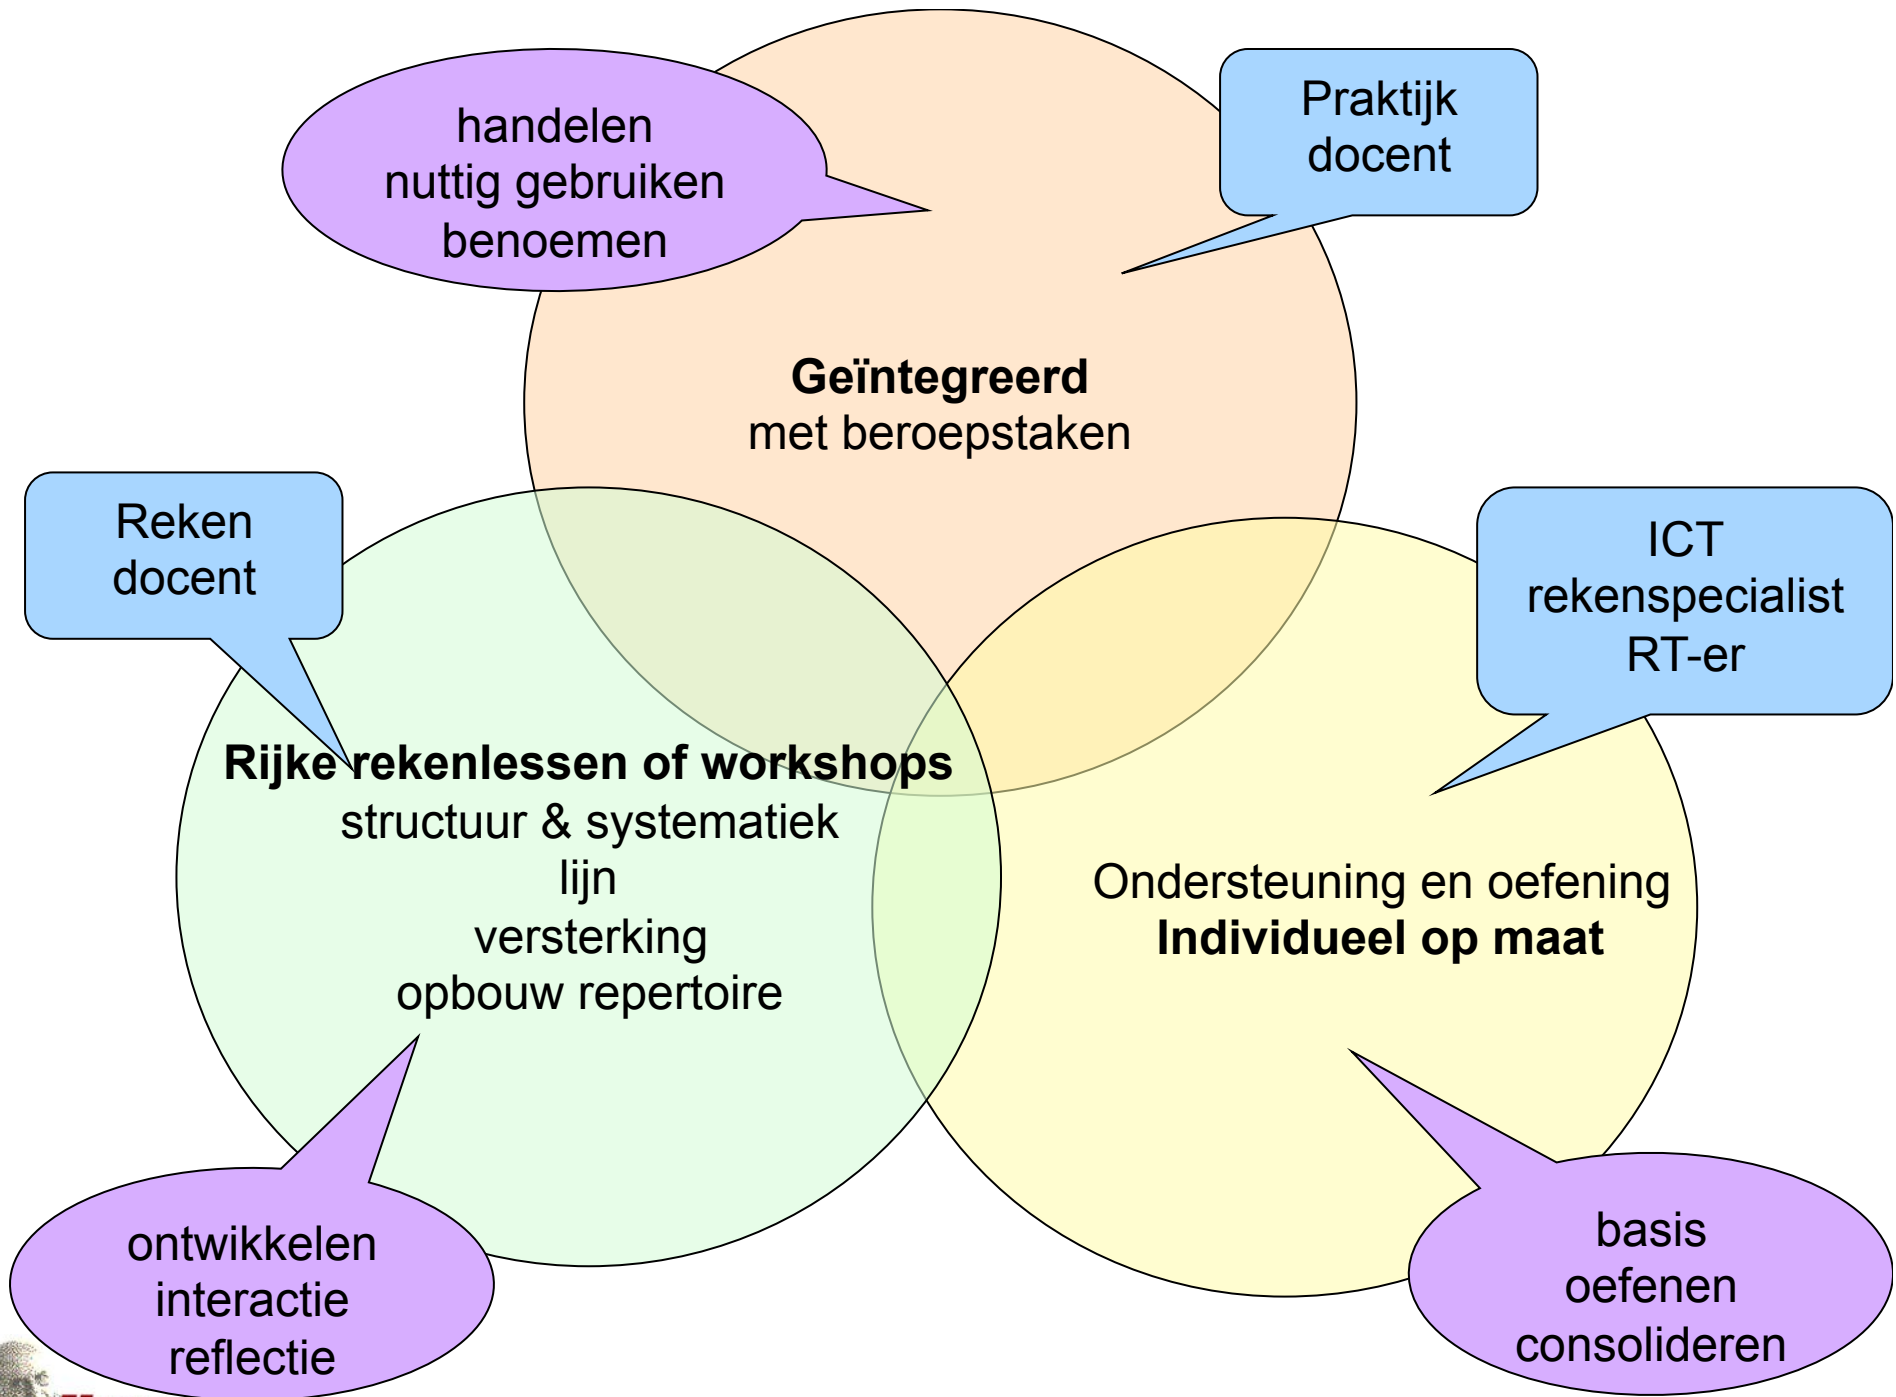 handelen
nuttig gebruiken
benoemen
Praktijk
docent
Geïntegreerd
met beroepstaken
Reken
docent
ICT
rekenspecialist
RT-er
Rijke rekenlessen of workshops
structuur & systematiek
lijn
versterking
opbouw repertoire
Ondersteuning en oefening
Individueel op maat
ontwikkelen
interactie
reflectie
basis
oefenen
consolideren